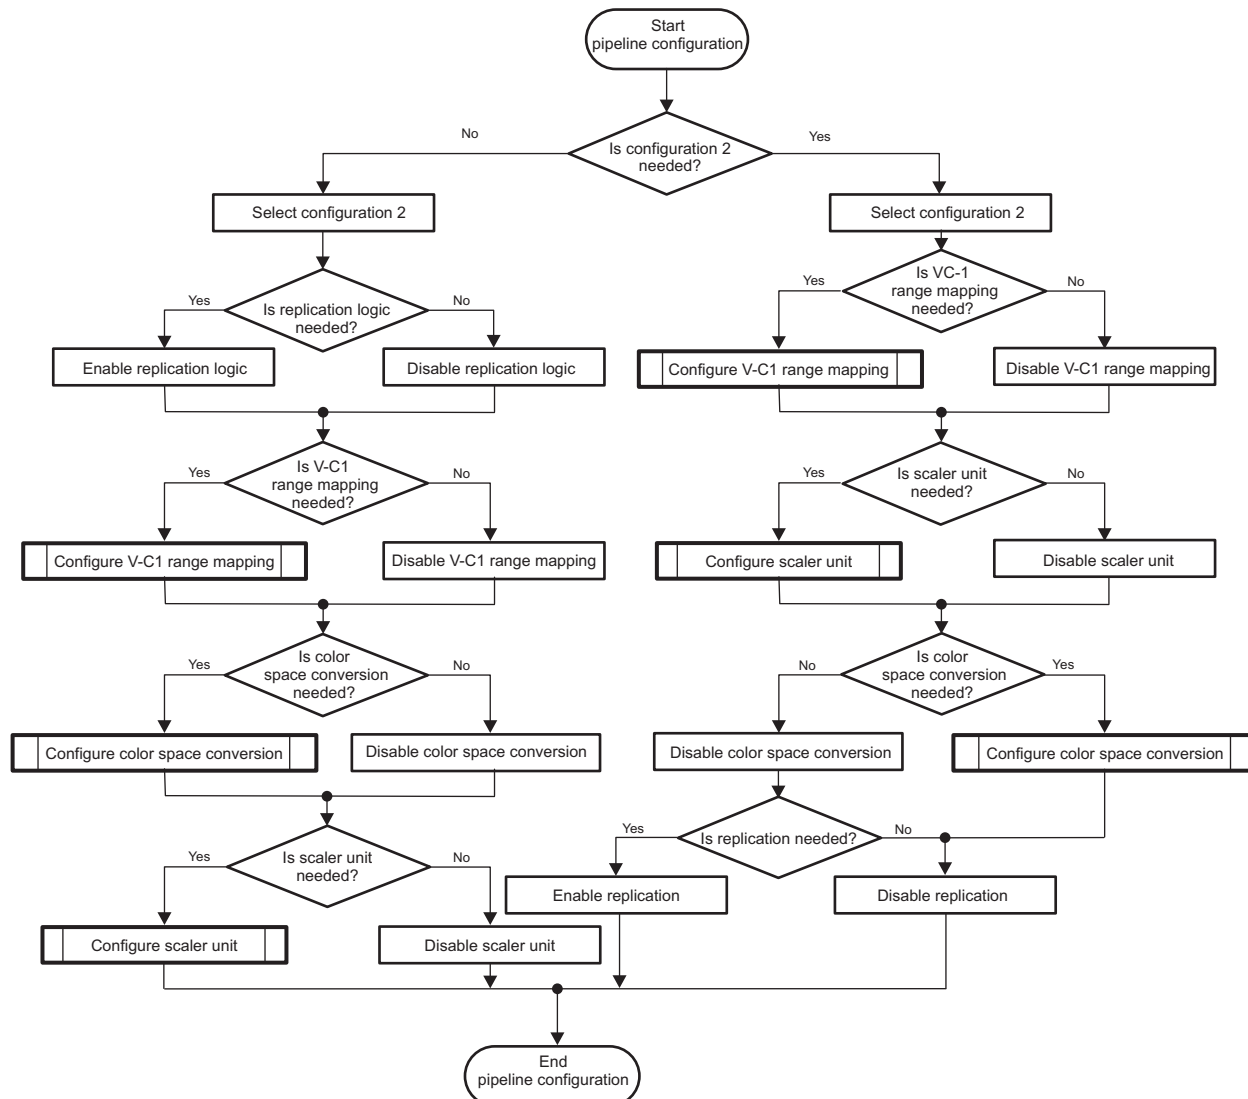 Start
pipeline configuration
No
Yes
Is configuration 2
needed?
Select configuration 2
Select configuration 2
Is replication logic
needed?
Yes
No
Is VC-1
range mapping
needed?
Yes
No
Enable replication logic
Disable replication logic
Configure V-C1 range mapping
Disable V-C1 range mapping
Is V-C1
range mapping
needed?
Yes
No
Is scaler unit
needed?
Yes
No
Configure V-C1 range mapping
Disable V-C1 range mapping
Configure scaler unit
Disable scaler unit
Is color
space conversion
needed?
Yes
No
Is color
space conversion
needed?
No
Yes
Configure color space conversion
Disable color space conversion
Disable color space conversion
Configure color space conversion
Is replication needed?
Yes
No
Is scaler unit
needed?
Yes
No
Enable replication
Disable replication
Configure scaler unit
Disable scaler unit
End
pipeline configuration